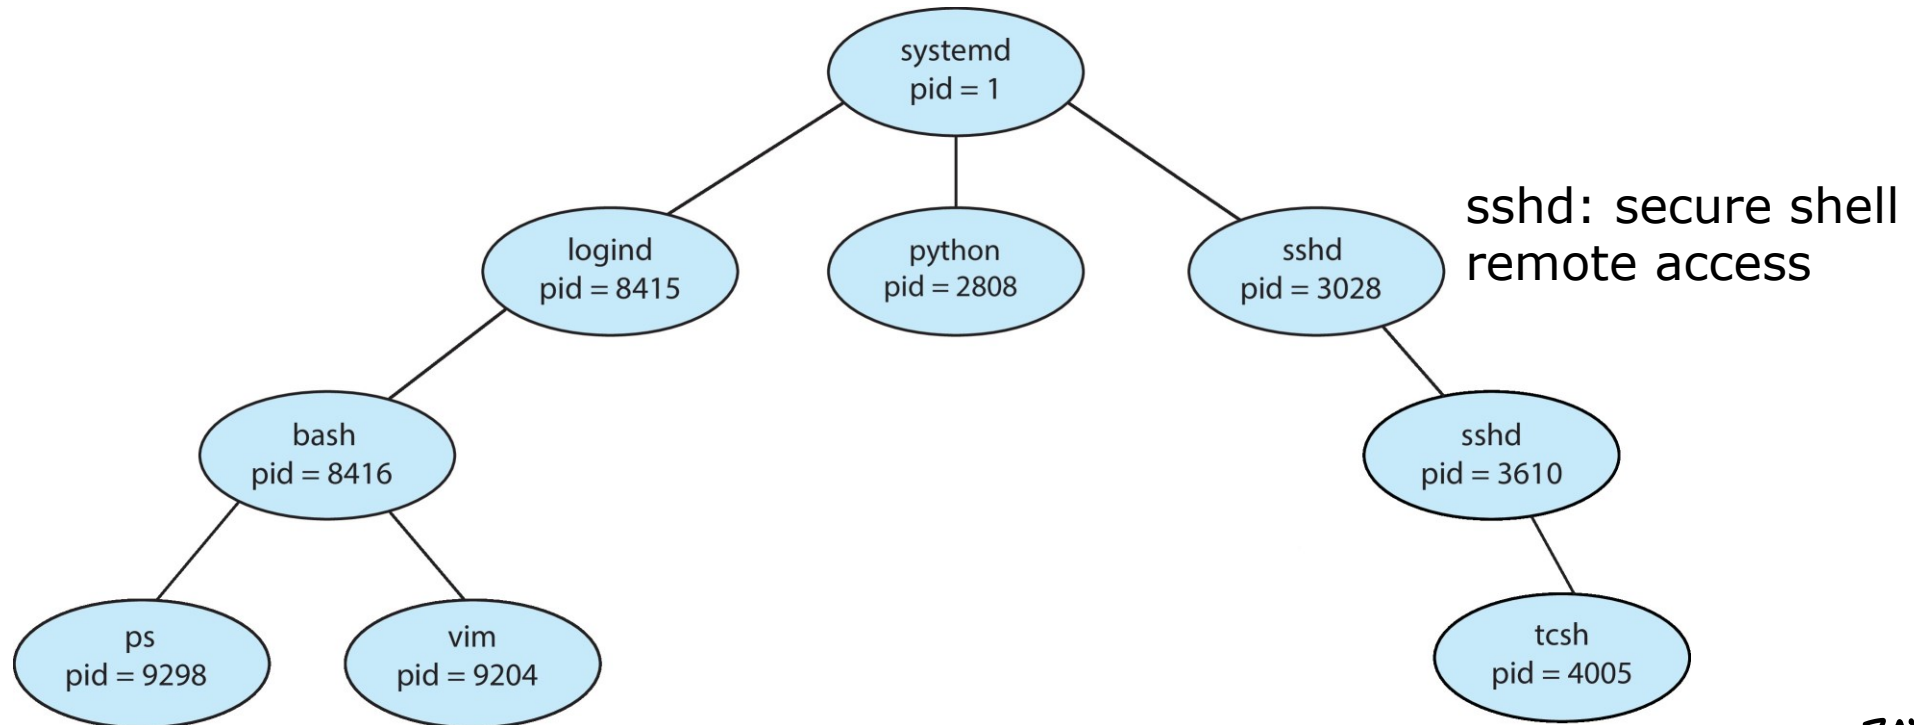 systemd
pid = 1
logind
pid = 8415
python
pid = 2808
sshd
pid = 3028
sshd: secure shell
remote access
bash
pid = 8416
sshd
pid = 3610
ps
pid = 9298
vim
pid = 9204
tcsh
pid = 4005